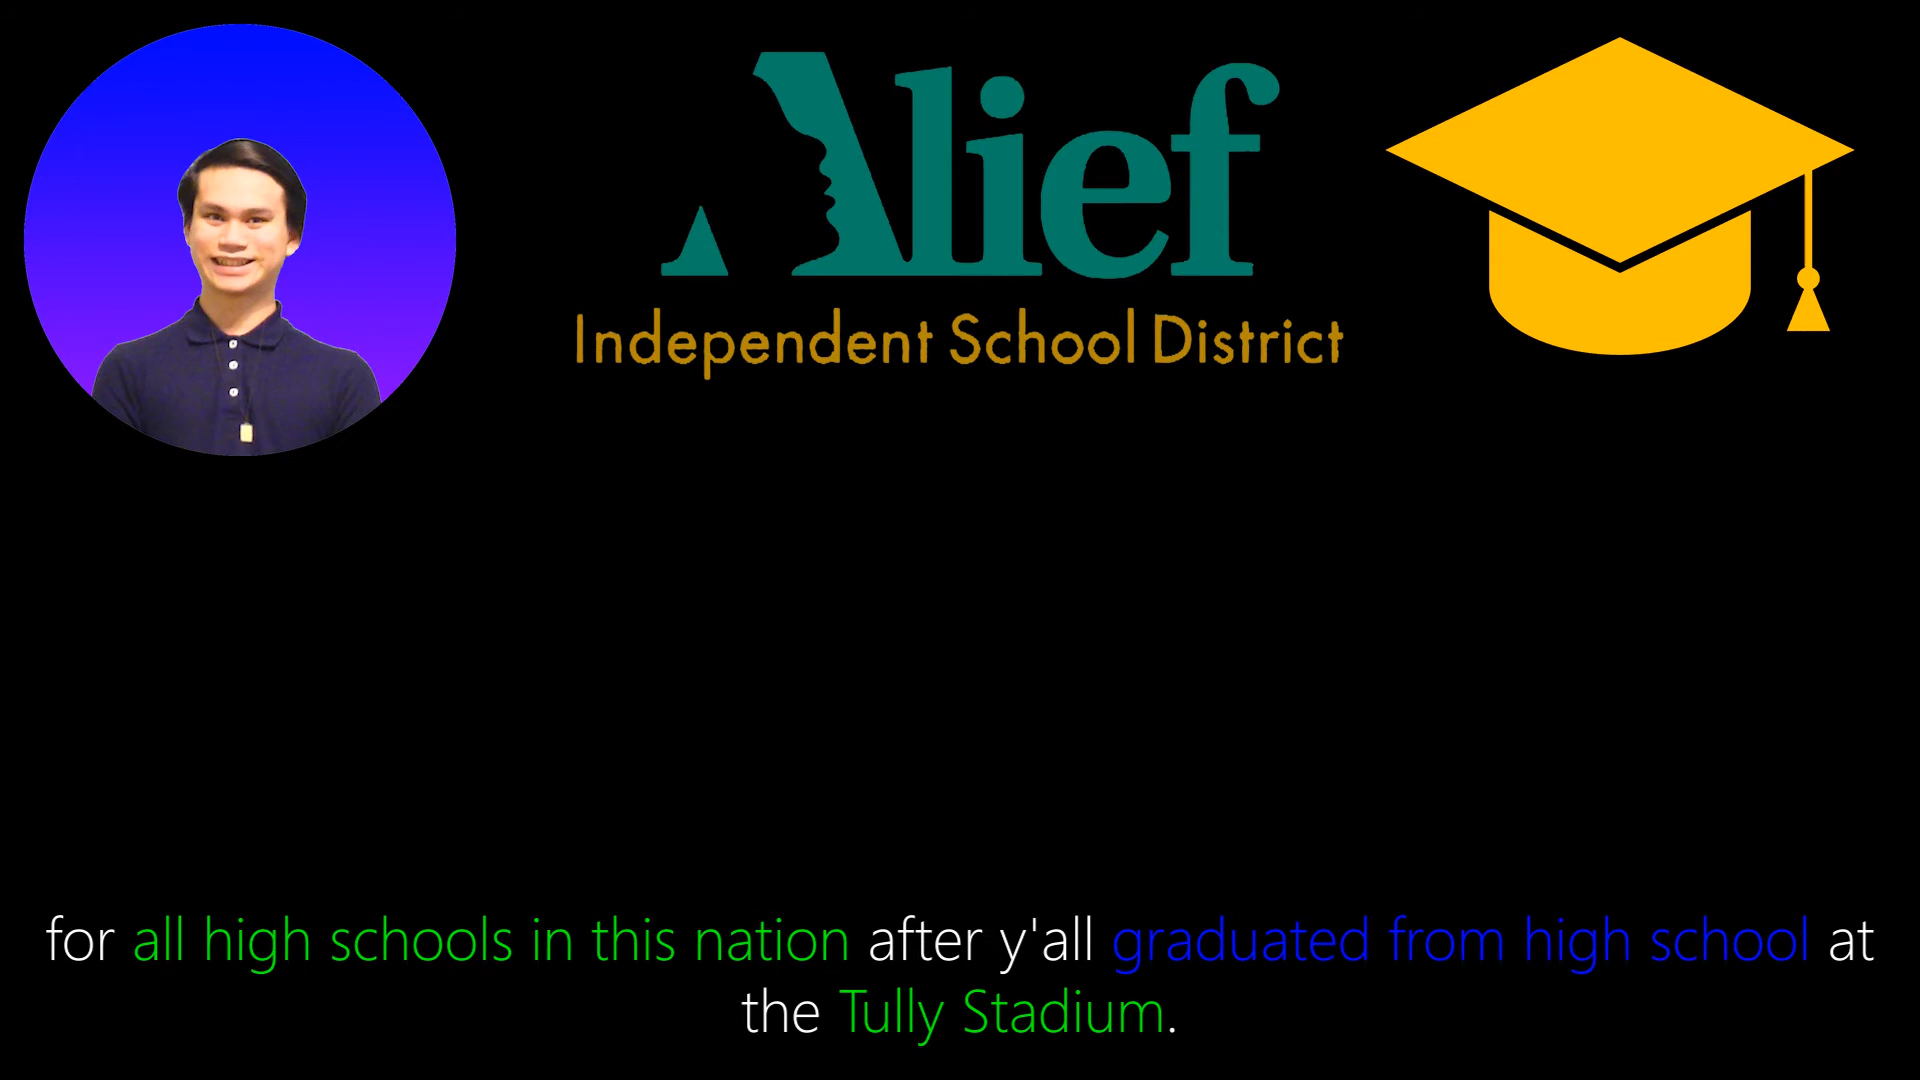 Alief
Independent School District
for all high schools in this nation after y'all graduated from high school at
the Tully Stadium.